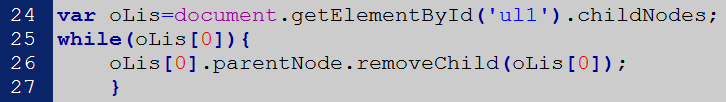 24 var oLis=document.getElementById('ul1').childNodes;
25 while(oLis[0]){
26     oLis[0].parentNode.removeChild(oLis[0]);
27     }